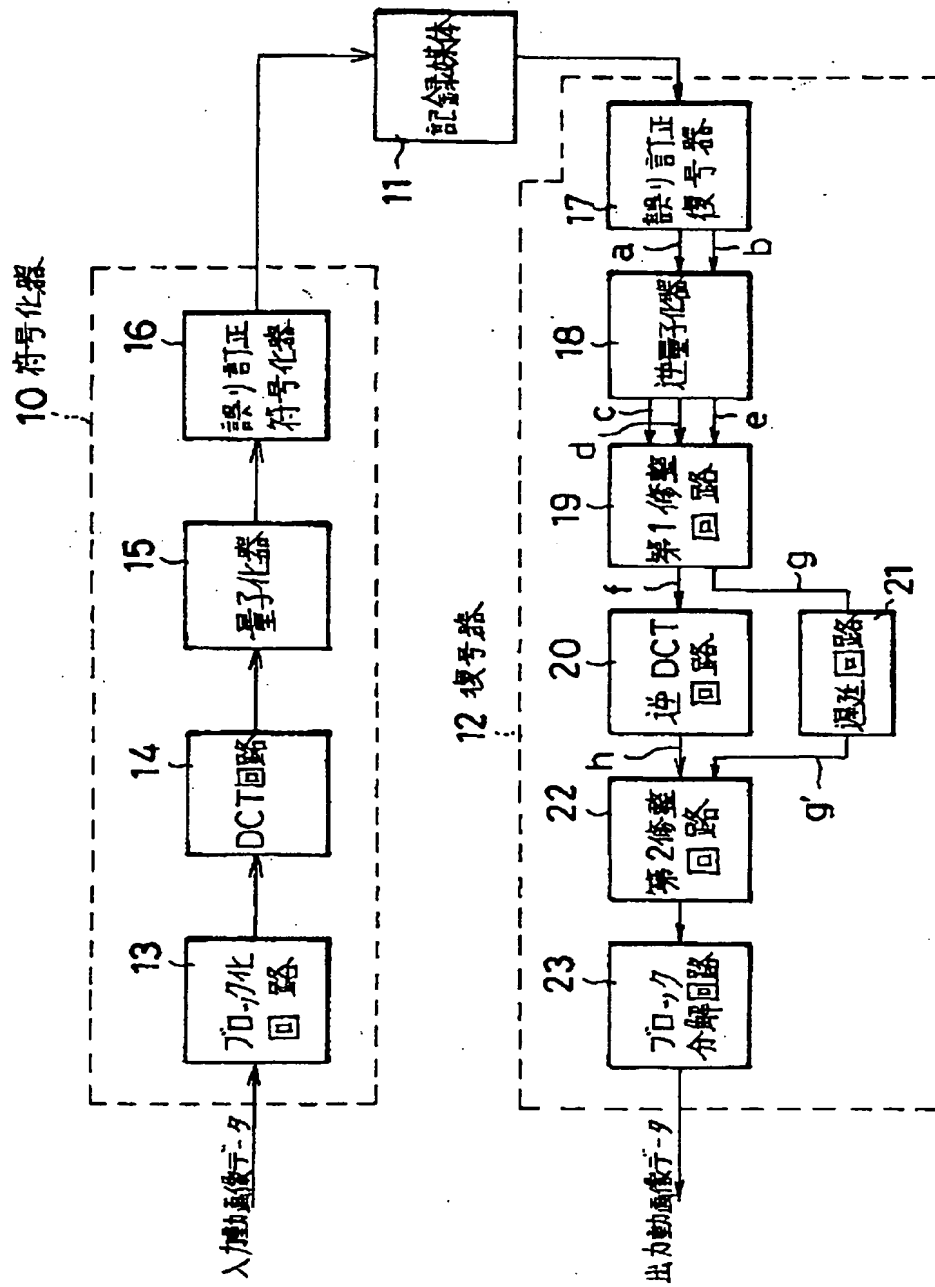 10 符号化器
入力動画像データ
13
ブロック化
回路
14
DCT回路
15
量子化器
16
誤り訂正
符号化器
11
記録媒体
12 復号器
17
誤り訂正
復号器
a
b
18
逆量子化器
c
d
e
19
第1修整
回路
f
g
20
逆DCT
回路
21
遅延回路
h
g'
22
第2修整
回路
23
ブロック
分解回路
出力動画像データ